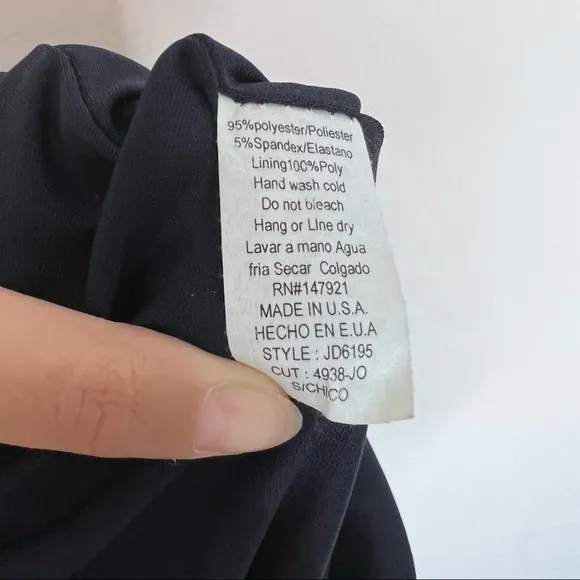 95%polyester/Poliester
5%Spandex/Elastano
Lining100%Poly
Hand wash cold
Do not bleach
Hang or LIne dry
Lavar a mano Agua
fria Secar Colgado
RN#147921
MADE IN U.S.A.
HECHO EN E.U.A
STYLE : JD6195
CUT : 4938-JO
S/CHICO